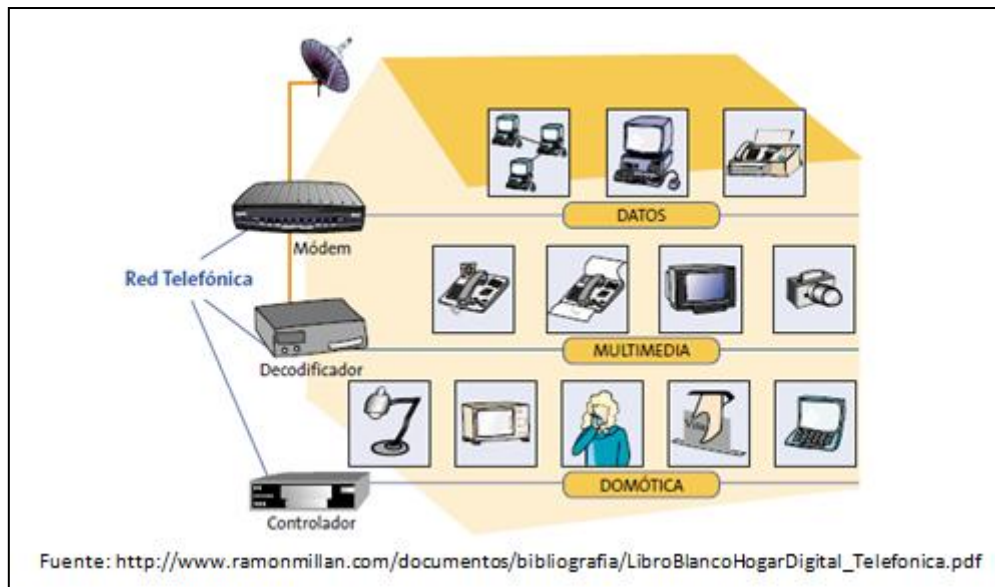 DATOS
Módem
Red Telefónica
MULTIMEDIA
Decodificador
DOMÓTICA
Controlador
Fuente: http://www.ramonmillan.com/documentos/bibliografia/LibroBlancoHogarDigital_Telefonica.pdf